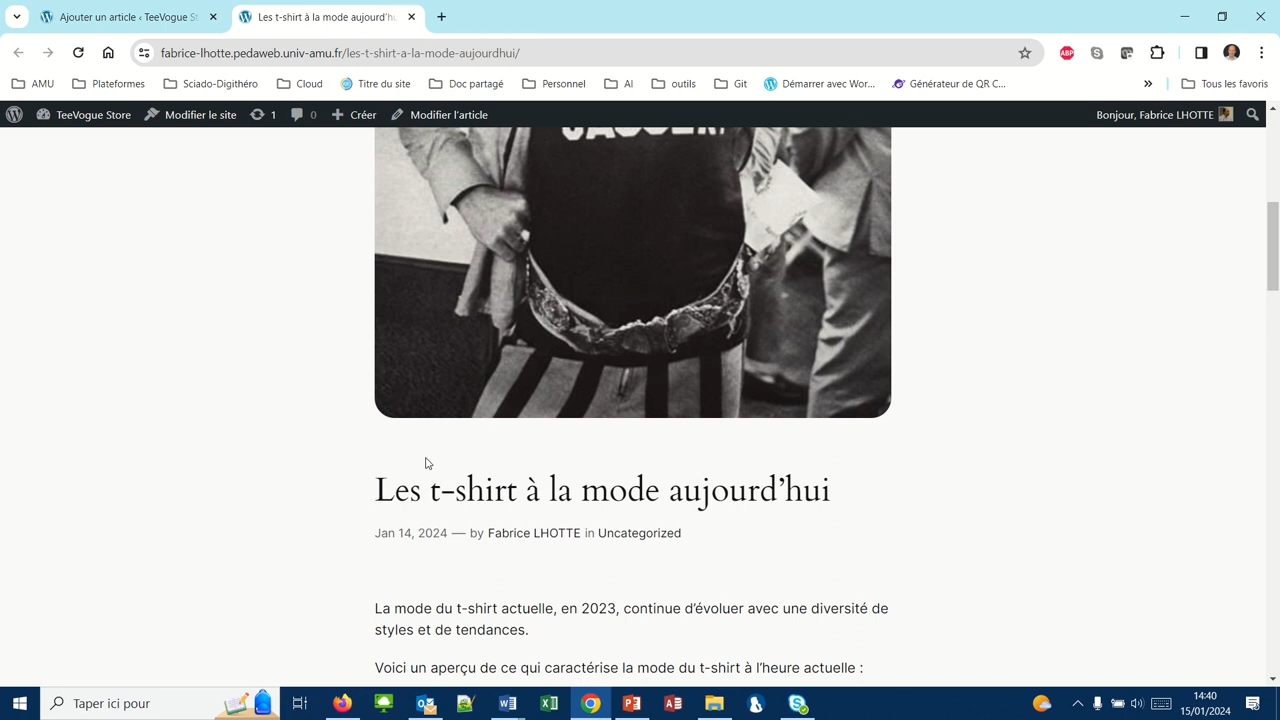 Ajouter un article ‹ TeeVogue St
Les t-shirt à la mode aujourd'hu
fabrice-lhotte.pedaweb.univ-amu.fr/les-t-shirt-a-la-mode-aujourdhui/
ABP
AMU
Plateformes
Sciado-Digithéro
Cloud
Titre du site
Doc partagé
Personnel
AI
outils
Git
Démarrer avec Wor...
Générateur de QR C...
»
Tous les favoris
TeeVogue Store
Modifier le site
1
0
Créer
Modifier l'article
Bonjour, Fabrice LHOTTE
Les t-shirt à la mode aujourd'hui
Jan 14, 2024 — by Fabrice LHOTTE in Uncategorized
La mode du t-shirt actuelle, en 2023, continue d'évoluer avec une diversité de
styles et de tendances.
Voici un aperçu de ce qui caractérise la mode du t-shirt à l'heure actuelle :
Taper ici pour
14:40
15/01/2024